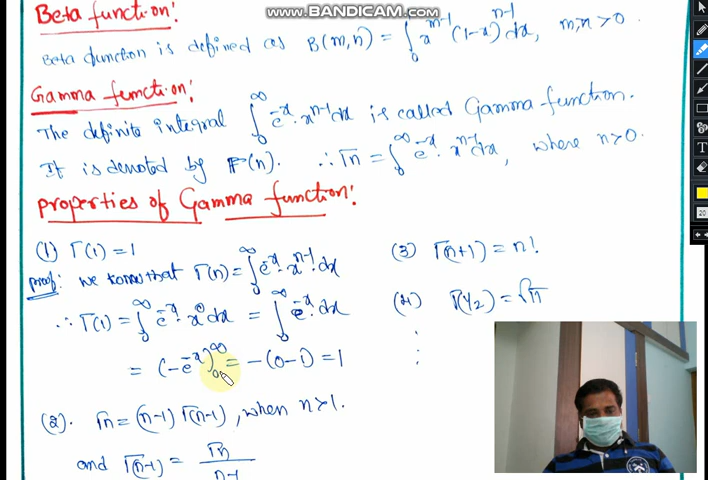 www.BANDICAM.com
Beta function:
Beta function is defined as B(m,n) = ∫₀¹ x^{m-1} (1-x)^{n-1} dx, m,n > 0.
Gamma function:
The definite integral ∫₀^∞ e^{-x}. x^{n-1} dx is called Gamma function.
It is denoted by Γ(n). ∴ Γn = ∫₀^∞ e^{-x}. x^{n-1} dx, where n>0.
properties of Gamma function:
(1) Γ(1) = 1
proof: we know that Γ(n) = ∫₀^∞ e^{-x}. x^{n-1} dx
∴ Γ(1) = ∫₀^∞ e^{-x}. x^0 dx = ∫₀^∞ e^{-x}. dx
= (-e^{-x})₀^∞ = -(0-1) = 1
(2). Γn = (n-1) Γ(n-1), when n>1.
and Γ(n-1) = Γn / n-1
(3) Γ(n+1) = n!
(4) Γ(1/2) = √π
T
20